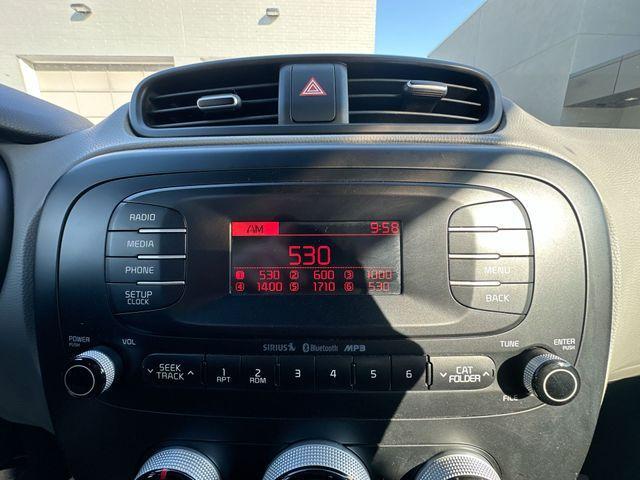 RADIO
MEDIA
PHONE
SETUP
CLOCK
AM 9:58
530
1 530 2 600 3 1000
4 1400 5 1710 6 530
MENU
BACK
POWER
PUSH
VOL
SIRIUS Bluetooth MP3
TUNE
ENTER
PUSH
SEEK
TRACK
1
RPT
2
RDM
3
4
5
6
CAT
FOLDER
FILE